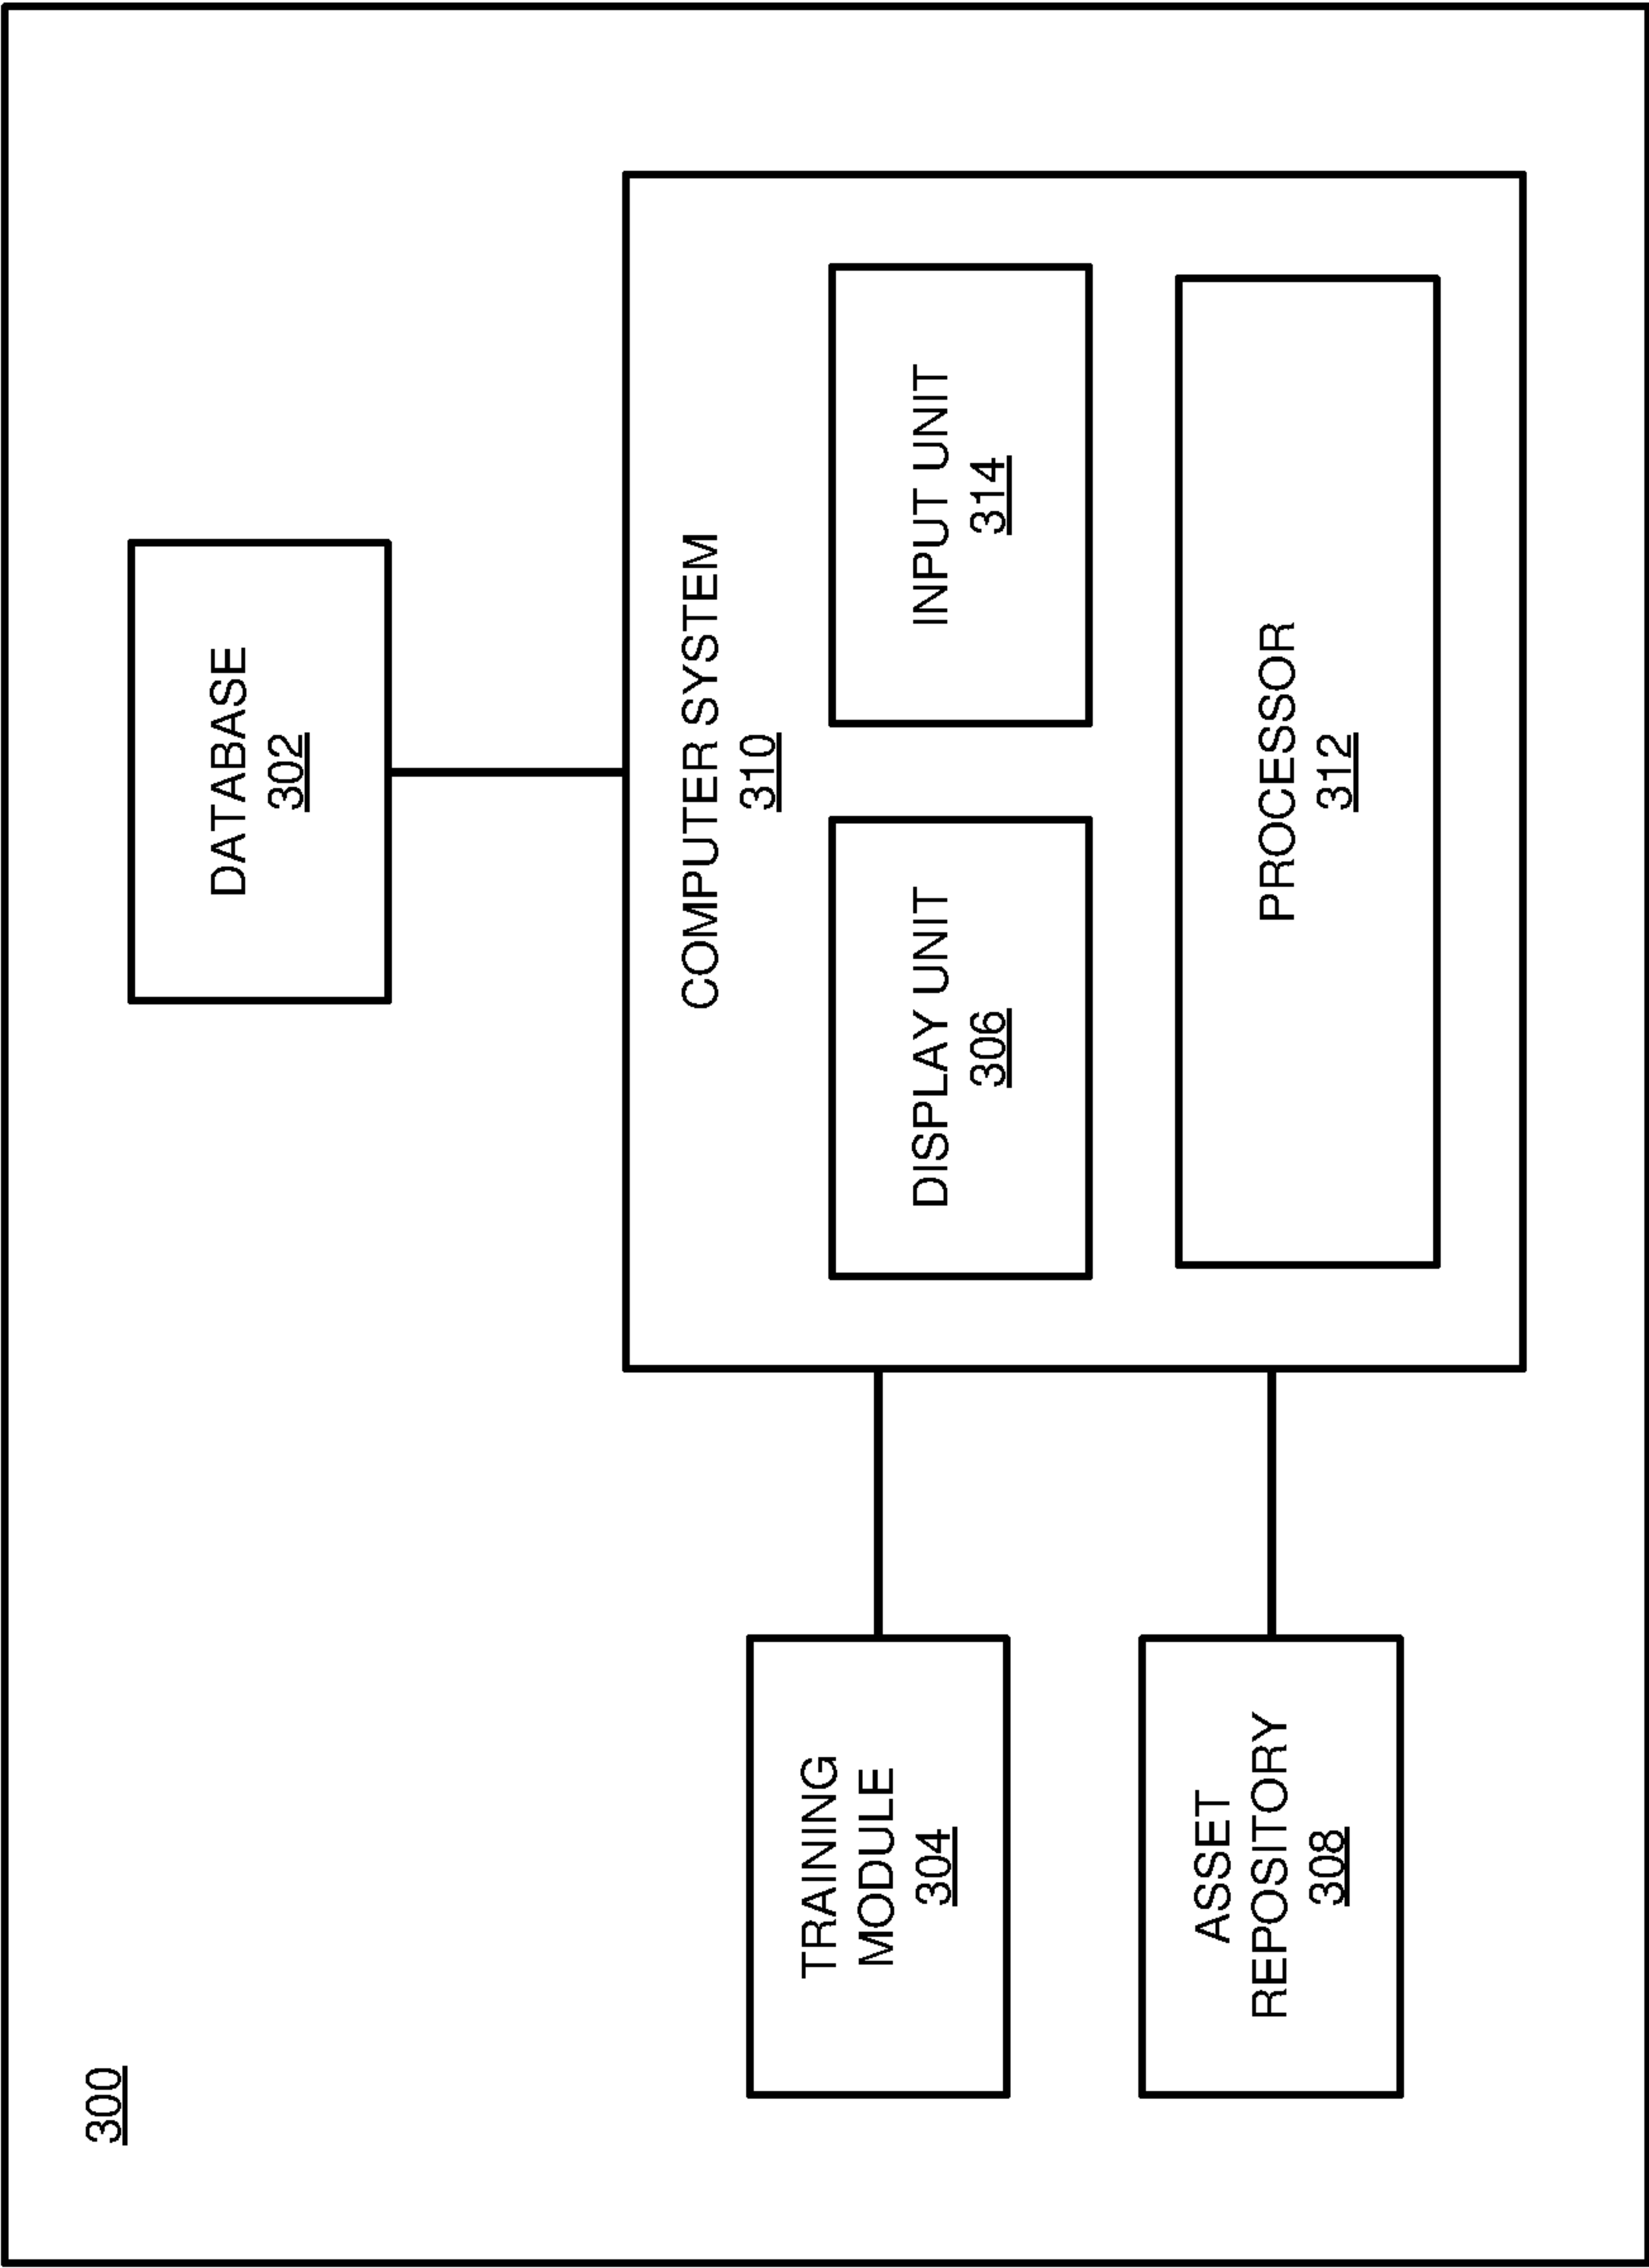 300
DATABASE
302
COMPUTER SYSTEM
310
TRAINING
MODULE
304
DISPLAY UNIT
306
INPUT UNIT
314
ASSET
REPOSITORY
308
PROCESSOR
312